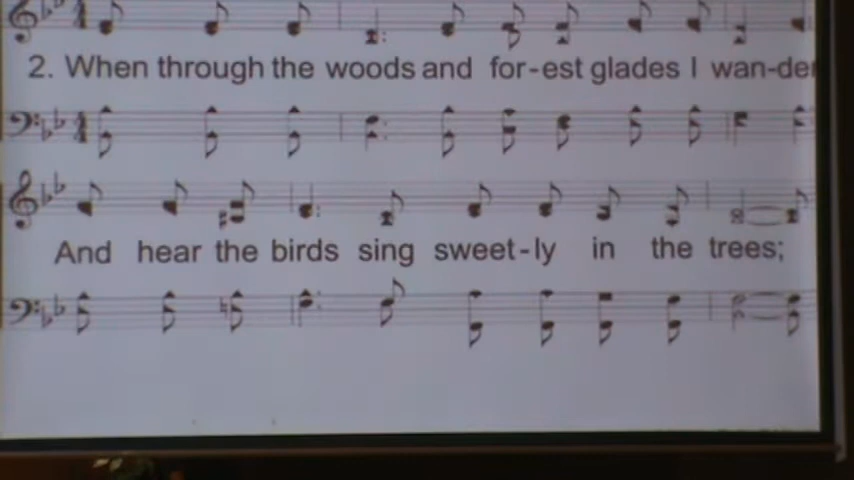 2. When through the woods and for-est glades I wan-der
And hear the birds sing sweet-ly in the trees;